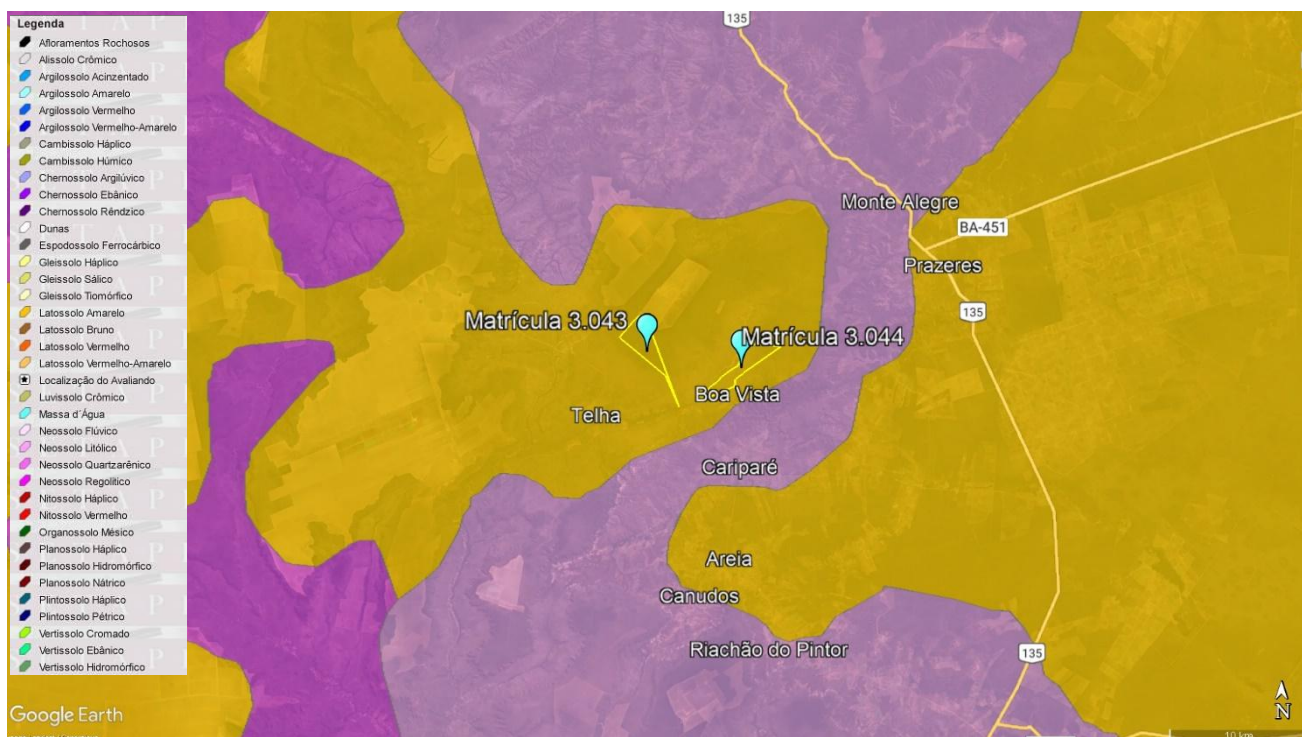 Legenda
Afloramentos Rochosos
Alissolo Crômico
Argilossolo Acinzentado
Argilossolo Amarelo
Argilossolo Vermelho
Argilossolo Vermelho-Amarelo
Cambissolo Háplico
Cambissolo Húmico
Chernossolo Argilúvico
Chernossolo Ebânico
Chernossolo Rêndzico
Dunas
Espodossolo Ferrocárbico
Gleissolo Háplico
Gleissolo Sálico
Gleissolo Tiomórfico
Latossolo Amarelo
Latossolo Bruno
Latossolo Vermelho
Latossolo Vermelho-Amarelo
Localização do Avaliando
Luvissolo Crômico
Massa d´Água
Neossolo Flúvico
Neossolo Litólico
Neossolo Quartzarênico
Neossolo Regolítico
Nitossolo Háplico
Nitossolo Vermelho
Organossolo Mésico
Planossolo Háplico
Planossolo Hidromórfico
Planossolo Nátrico
Plintossolo Háplico
Plintossolo Pétrico
Vertissolo Cromado
Vertissolo Ebânico
Vertissolo Hidromórfico
135
Monte Alegre
BA-451
Prazeres
135
Matrícula 3.043
Matrícula 3.044
Boa Vista
Telha
Cariparé
Areia
Canudos
Riachão do Pintor
135
N
Google Earth
10 km